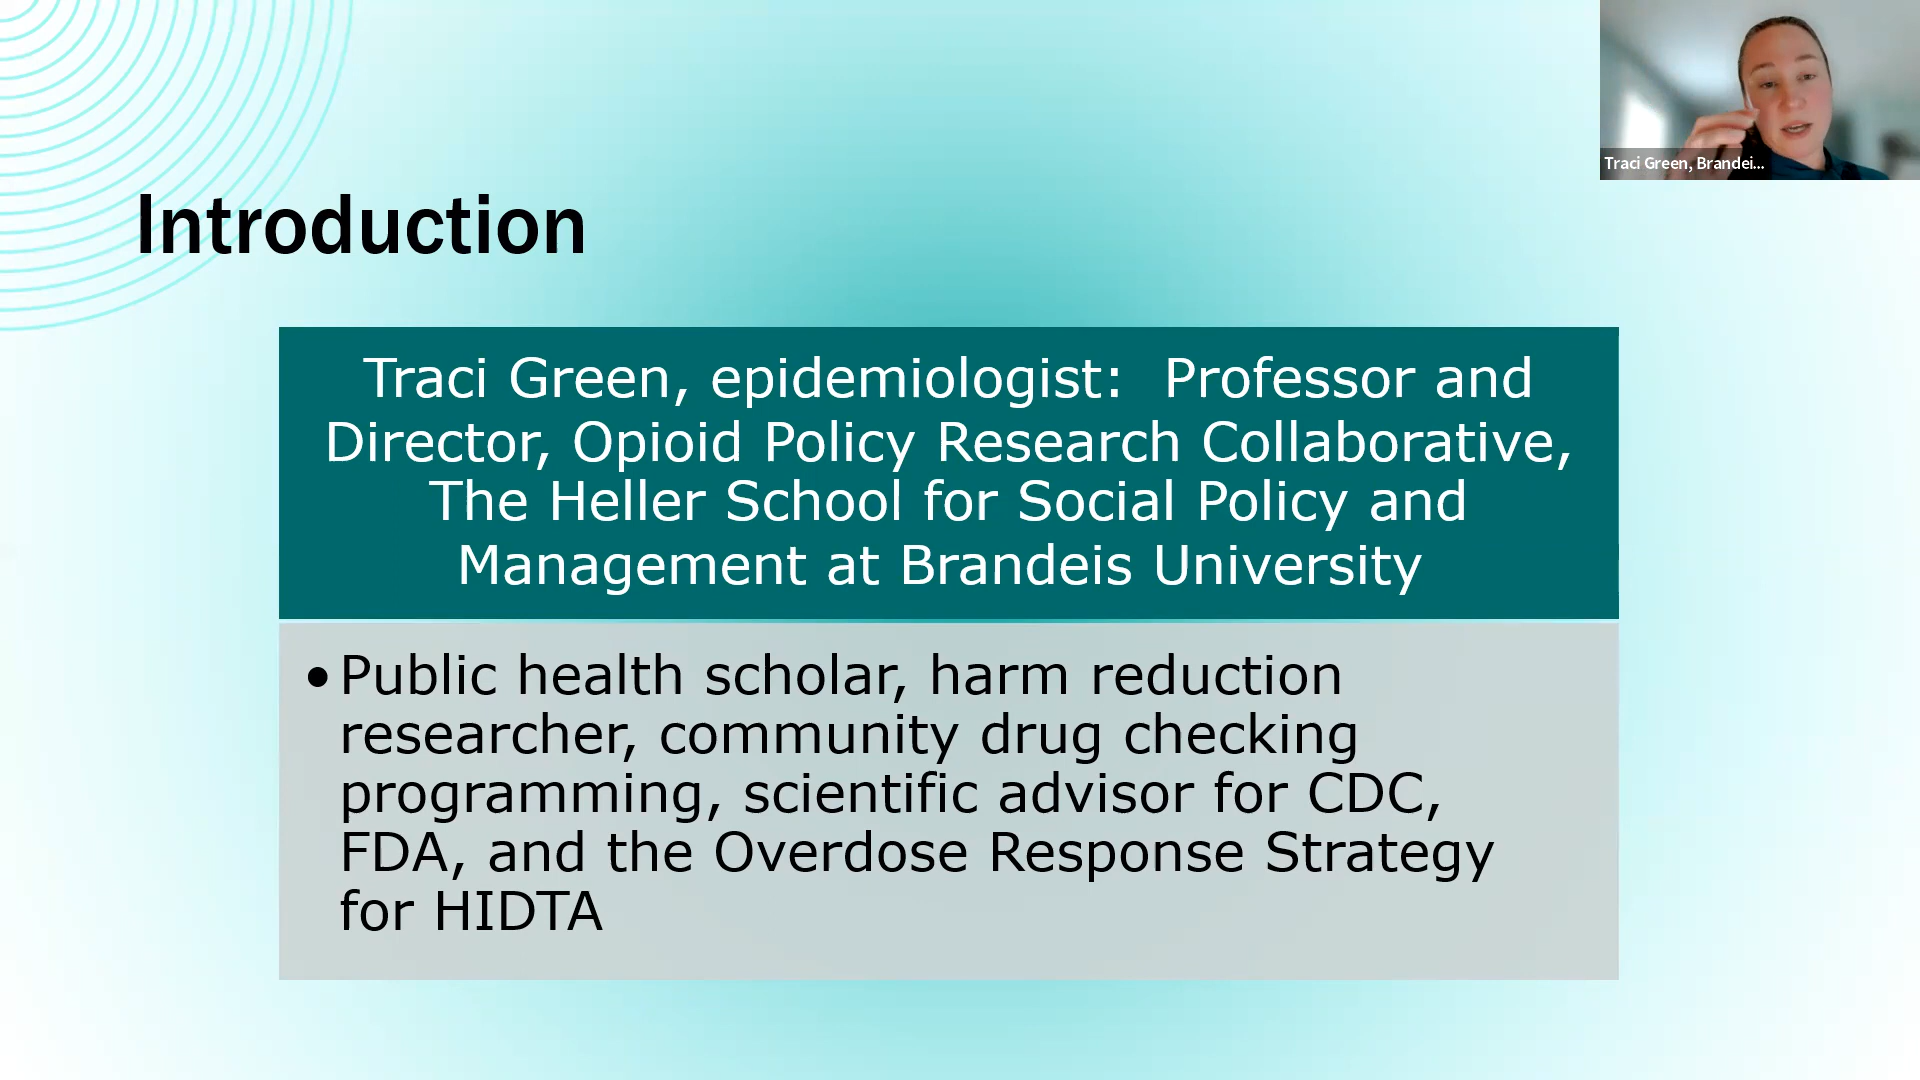 Traci Green, Brandei...
Introduction
Traci Green, epidemiologist:  Professor and
Director, Opioid Policy Research Collaborative,
The Heller School for Social Policy and
Management at Brandeis University
•Public health scholar, harm reduction
researcher, community drug checking
programming, scientific advisor for CDC,
FDA, and the Overdose Response Strategy
for HIDTA